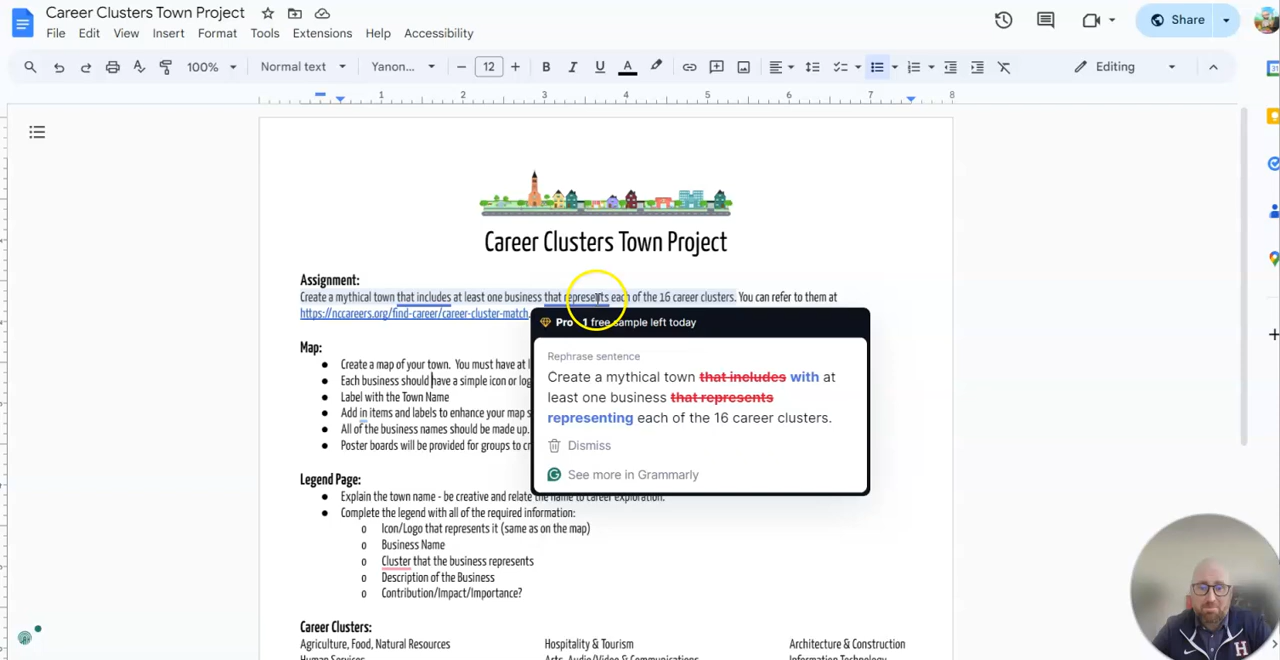 Career Clusters Town Project
File Edit View Insert Format Tools Extensions Help Accessibility
Share
100% Normal text Yanon... 12 B I U A Editing
1 2 3 4 5 6 7 8
Career Clusters Town Project
Assignment:
Create a mythical town that includes at least one business that represents each of the 16 career clusters. You can refer to them at
https://nccareers.org/find-career/career-cluster-match
Pro · 1 free sample left today
Rephrase sentence
Create a mythical town that includes with at
least one business that represents
representing each of the 16 career clusters.
Dismiss
See more in Grammarly
Map:
Create a map of your town. You must have at
Each business should have a simple icon or
Label with the Town Name
Add in items and labels to enhance your map
All of the business names should be made up.
Poster boards will be provided for groups to
Legend Page:
Explain the town name - be creative and relate the name to career exploration.
Complete the legend with all of the required information:
o Icon/Logo that represents it (same as on the map)
o Business Name
o Cluster that the business represents
o Description of the Business
o Contribution/Impact/Importance?
Career Clusters:
Agriculture, Food, Natural Resources Hospitality & Tourism Architecture & Construction
Human Services Arts, Audio/Video & Communications Information Technology
H